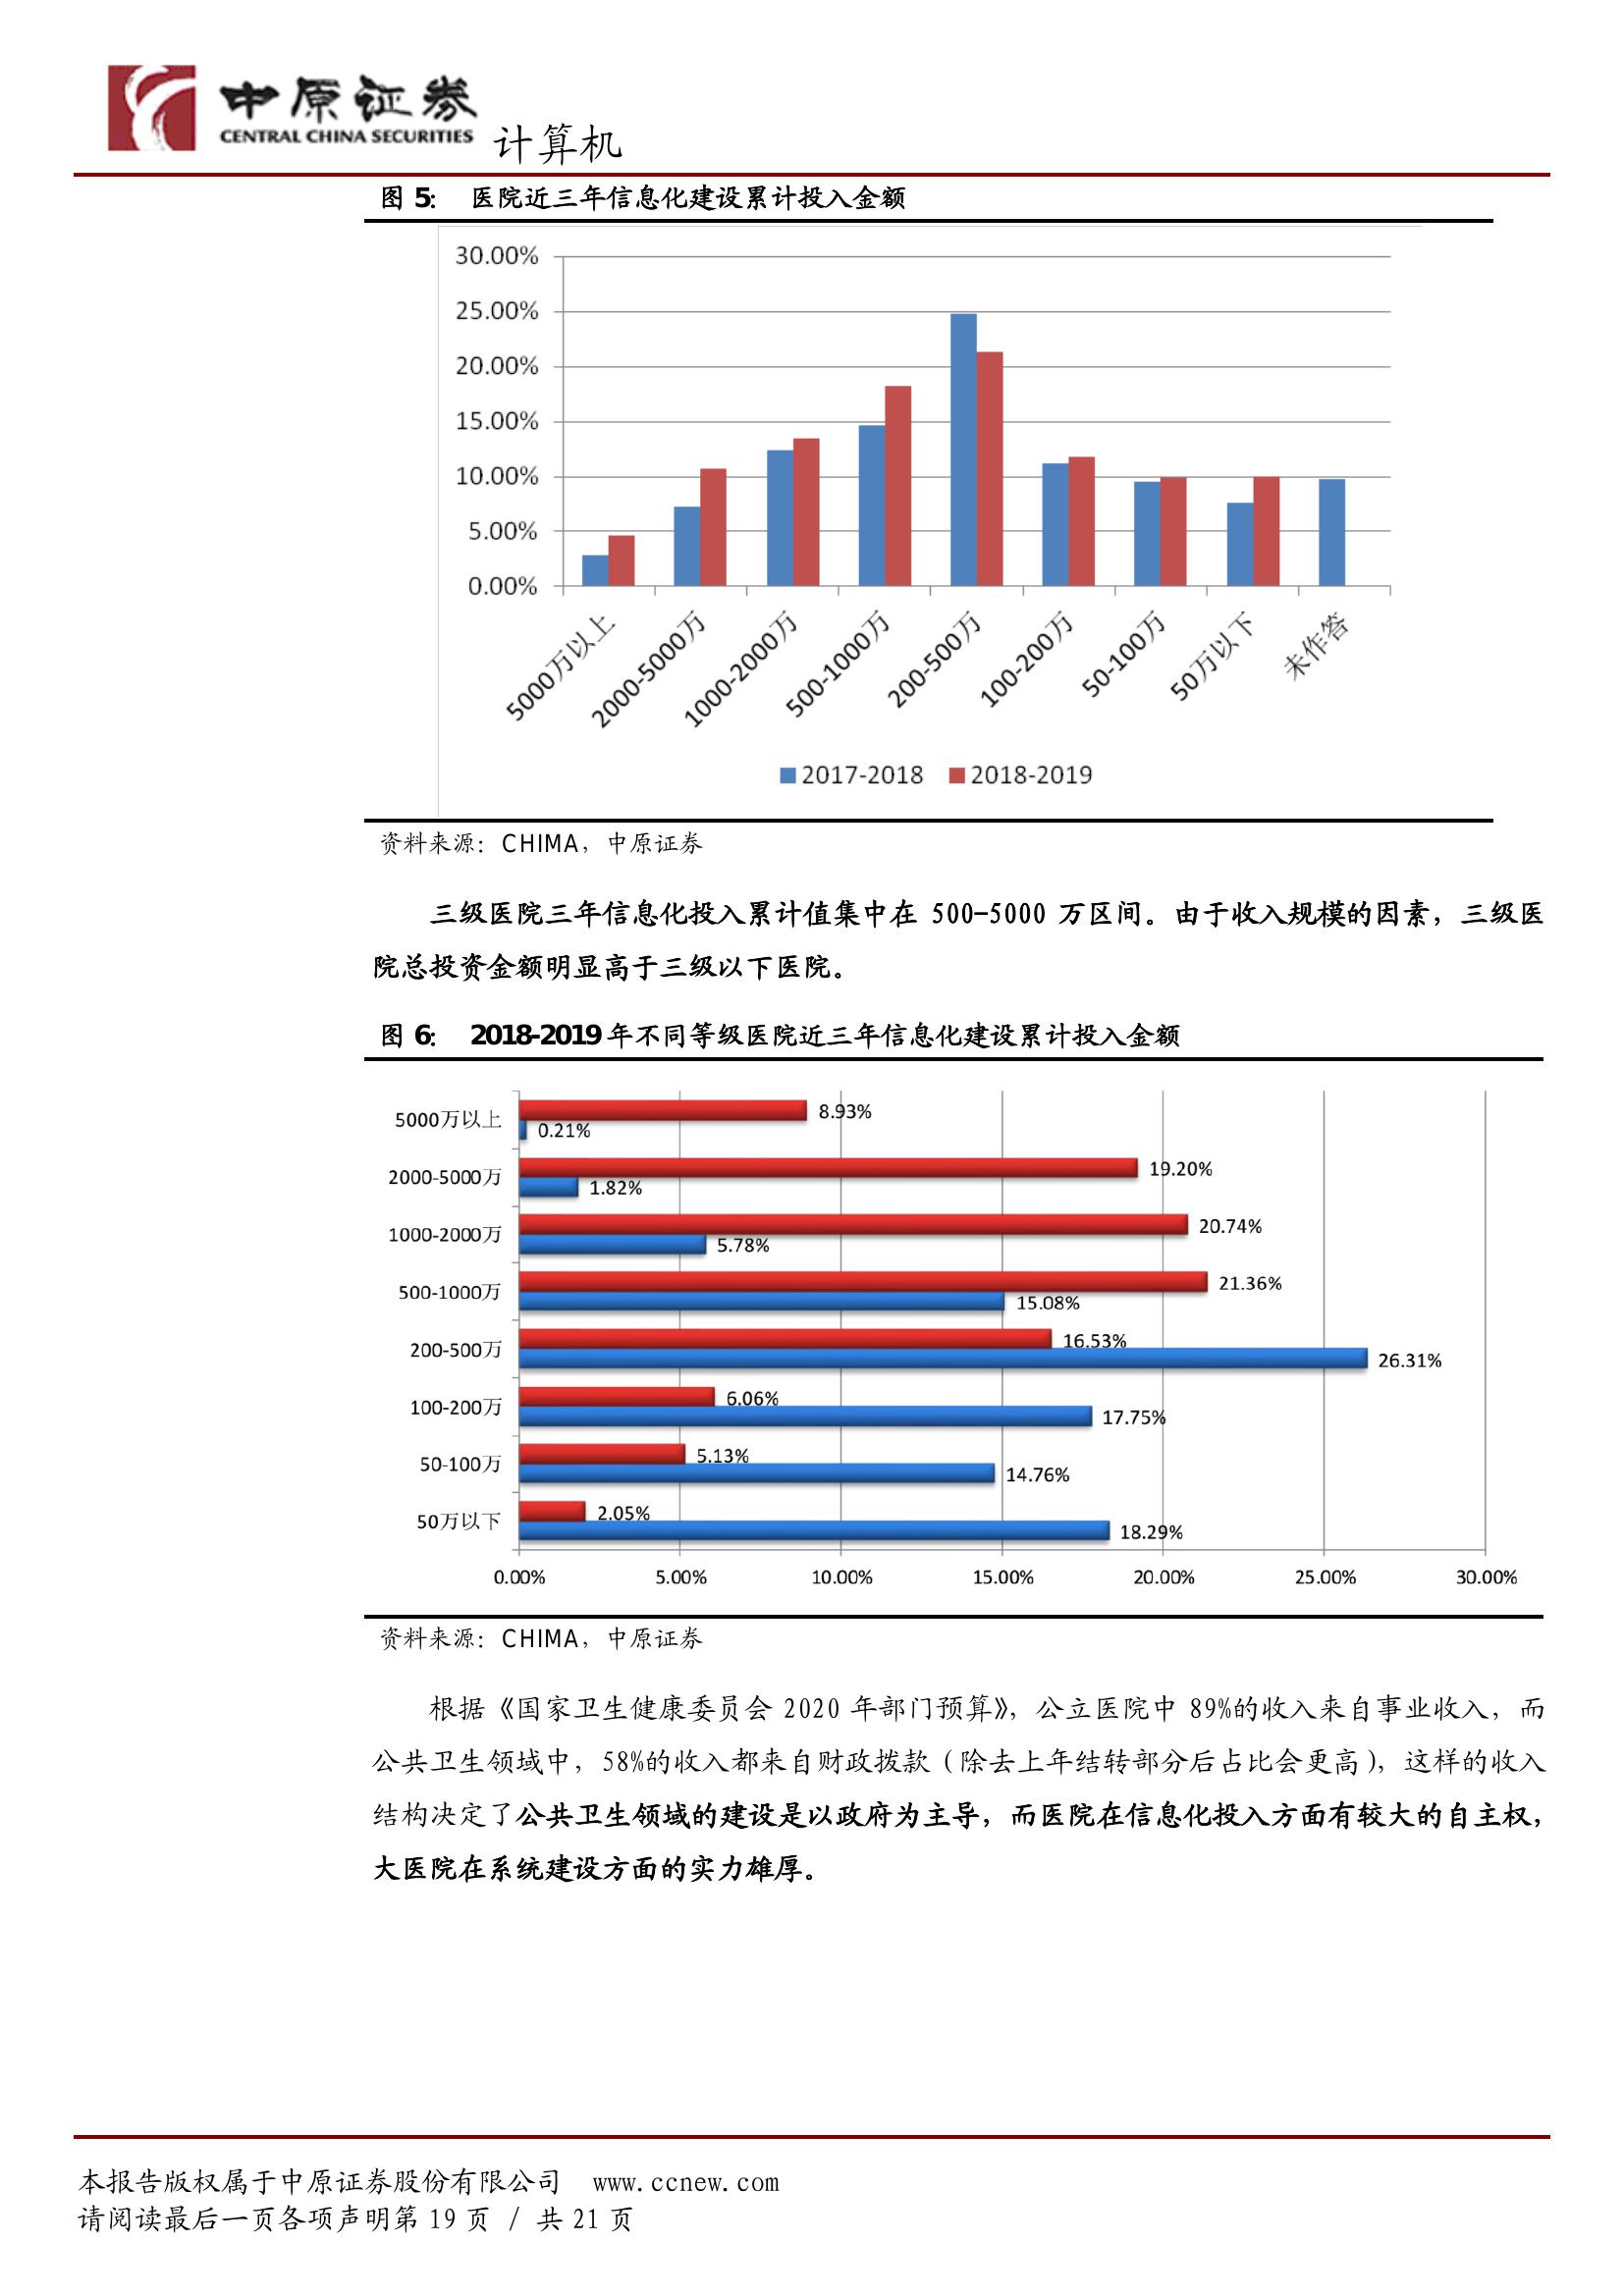 中原证券
CENTRAL CHINA SECURITIES
计算机
图 5: 医院近三年信息化建设累计投入金额
30.00%
25.00%
20.00%
15.00%
10.00%
5.00%
0.00%
5000万以上
2000-5000万
1000-2000万
500-1000万
200-500万
100-200万
50-100万
50万以下
未作答
2017-2018 2018-2019
资料来源：CHIMA，中原证券
三级医院三年信息化投入累计值集中在 500-5000 万区间。由于收入规模的因素，三级医
院总投资金额明显高于三级以下医院。
图 6: 2018-2019 年不同等级医院近三年信息化建设累计投入金额
5000万以上 8.93%
0.21%
2000-5000万 19.20%
1.82%
1000-2000万 20.74%
5.78%
500-1000万 21.36%
15.08%
200-500万 16.53%
26.31%
100-200万 6.06%
17.75%
50-100万 5.13%
14.76%
50万以下 2.05%
18.29%
0.00% 5.00% 10.00% 15.00% 20.00% 25.00% 30.00%
资料来源：CHIMA，中原证券
根据《国家卫生健康委员会 2020 年部门预算》，公立医院中 89%的收入来自事业收入，而
公共卫生领域中，58%的收入都来自财政拨款（除去上年结转部分后占比会更高），这样的收入
结构决定了公共卫生领域的建设是以政府为主导，而医院在信息化投入方面有较大的自主权，
大医院在系统建设方面的实力雄厚。
本报告版权属于中原证券股份有限公司 www.ccnew.com
请阅读最后一页各项声明第 19 页 / 共 21 页